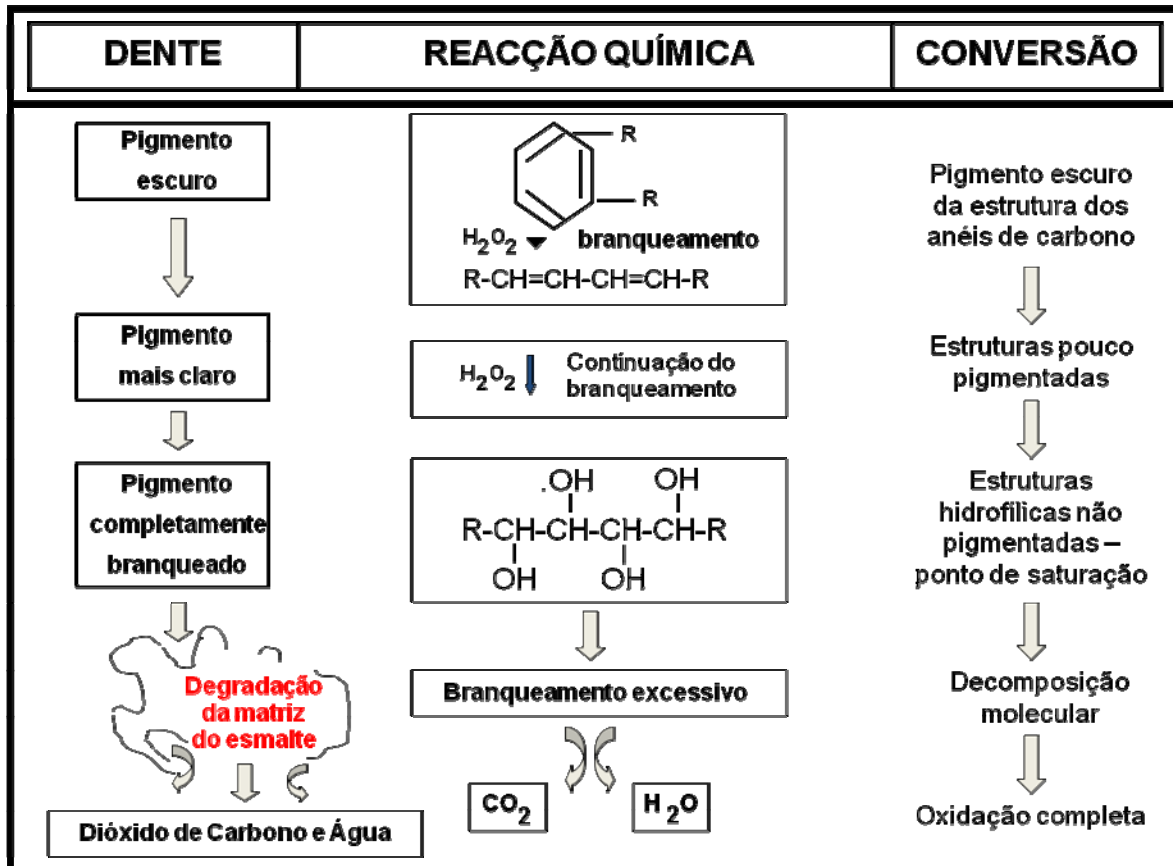 DENTE
REACÇÃO QUÍMICA
CONVERSÃO
Pigmento
escuro
Pigmento
mais claro
Pigmento
completamente
branqueado
Degradação
da matriz
do esmalte
Dióxido de Carbono e Água
R
R
H2O2 branqueamento
R-CH=CH-CH=CH-R
H2O2
Continuação do
branqueamento
.OH OH
R-CH-CH-CH-CH-R
OH OH
Branqueamento excessivo
CO2
H2O
Pigmento escuro
da estrutura dos
anéis de carbono
Estruturas pouco
pigmentadas
Estruturas
hidrofílicas não
pigmentadas –
ponto de saturação
Decomposição
molecular
Oxidação completa